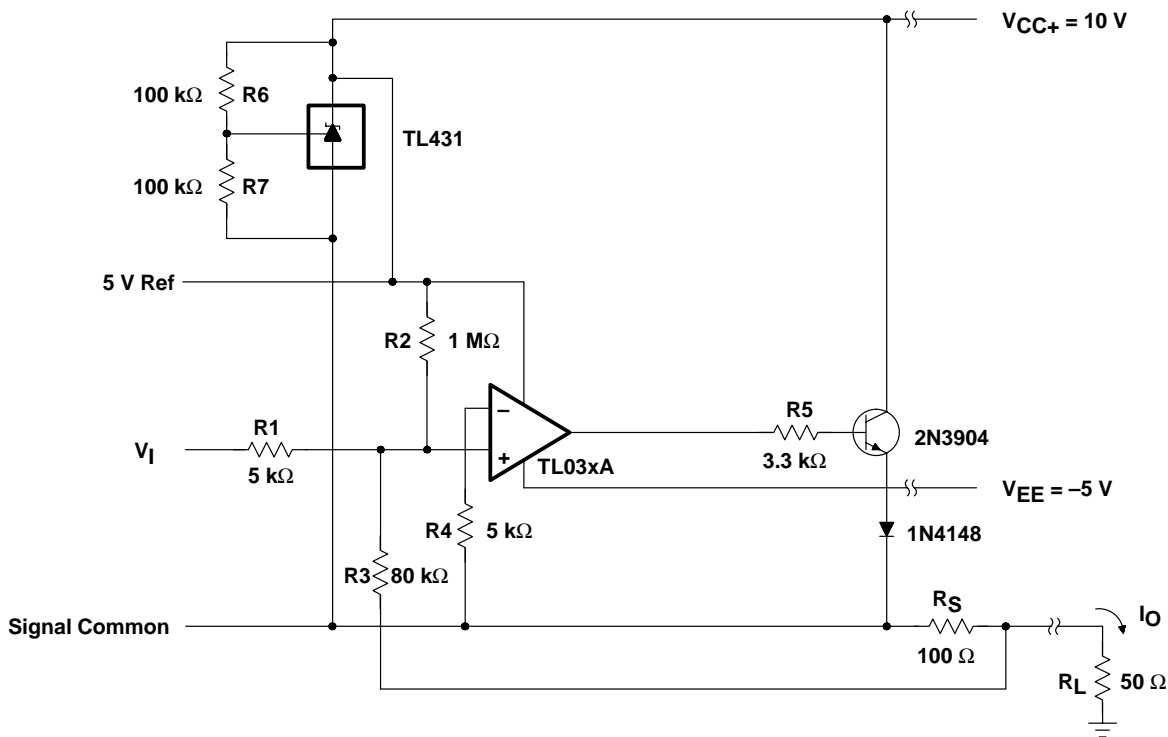 VCC+ = 10 V
100 kΩ R6
TL431
100 kΩ R7
5 V Ref
R2 1 MΩ
R1
VI
5 kΩ
−
+
TL03xA
R5
3.3 kΩ
2N3904
VEE = –5 V
R4 5 kΩ
1N4148
R3 80 kΩ
Signal Common
RS
100 Ω
IO
RL 50 Ω